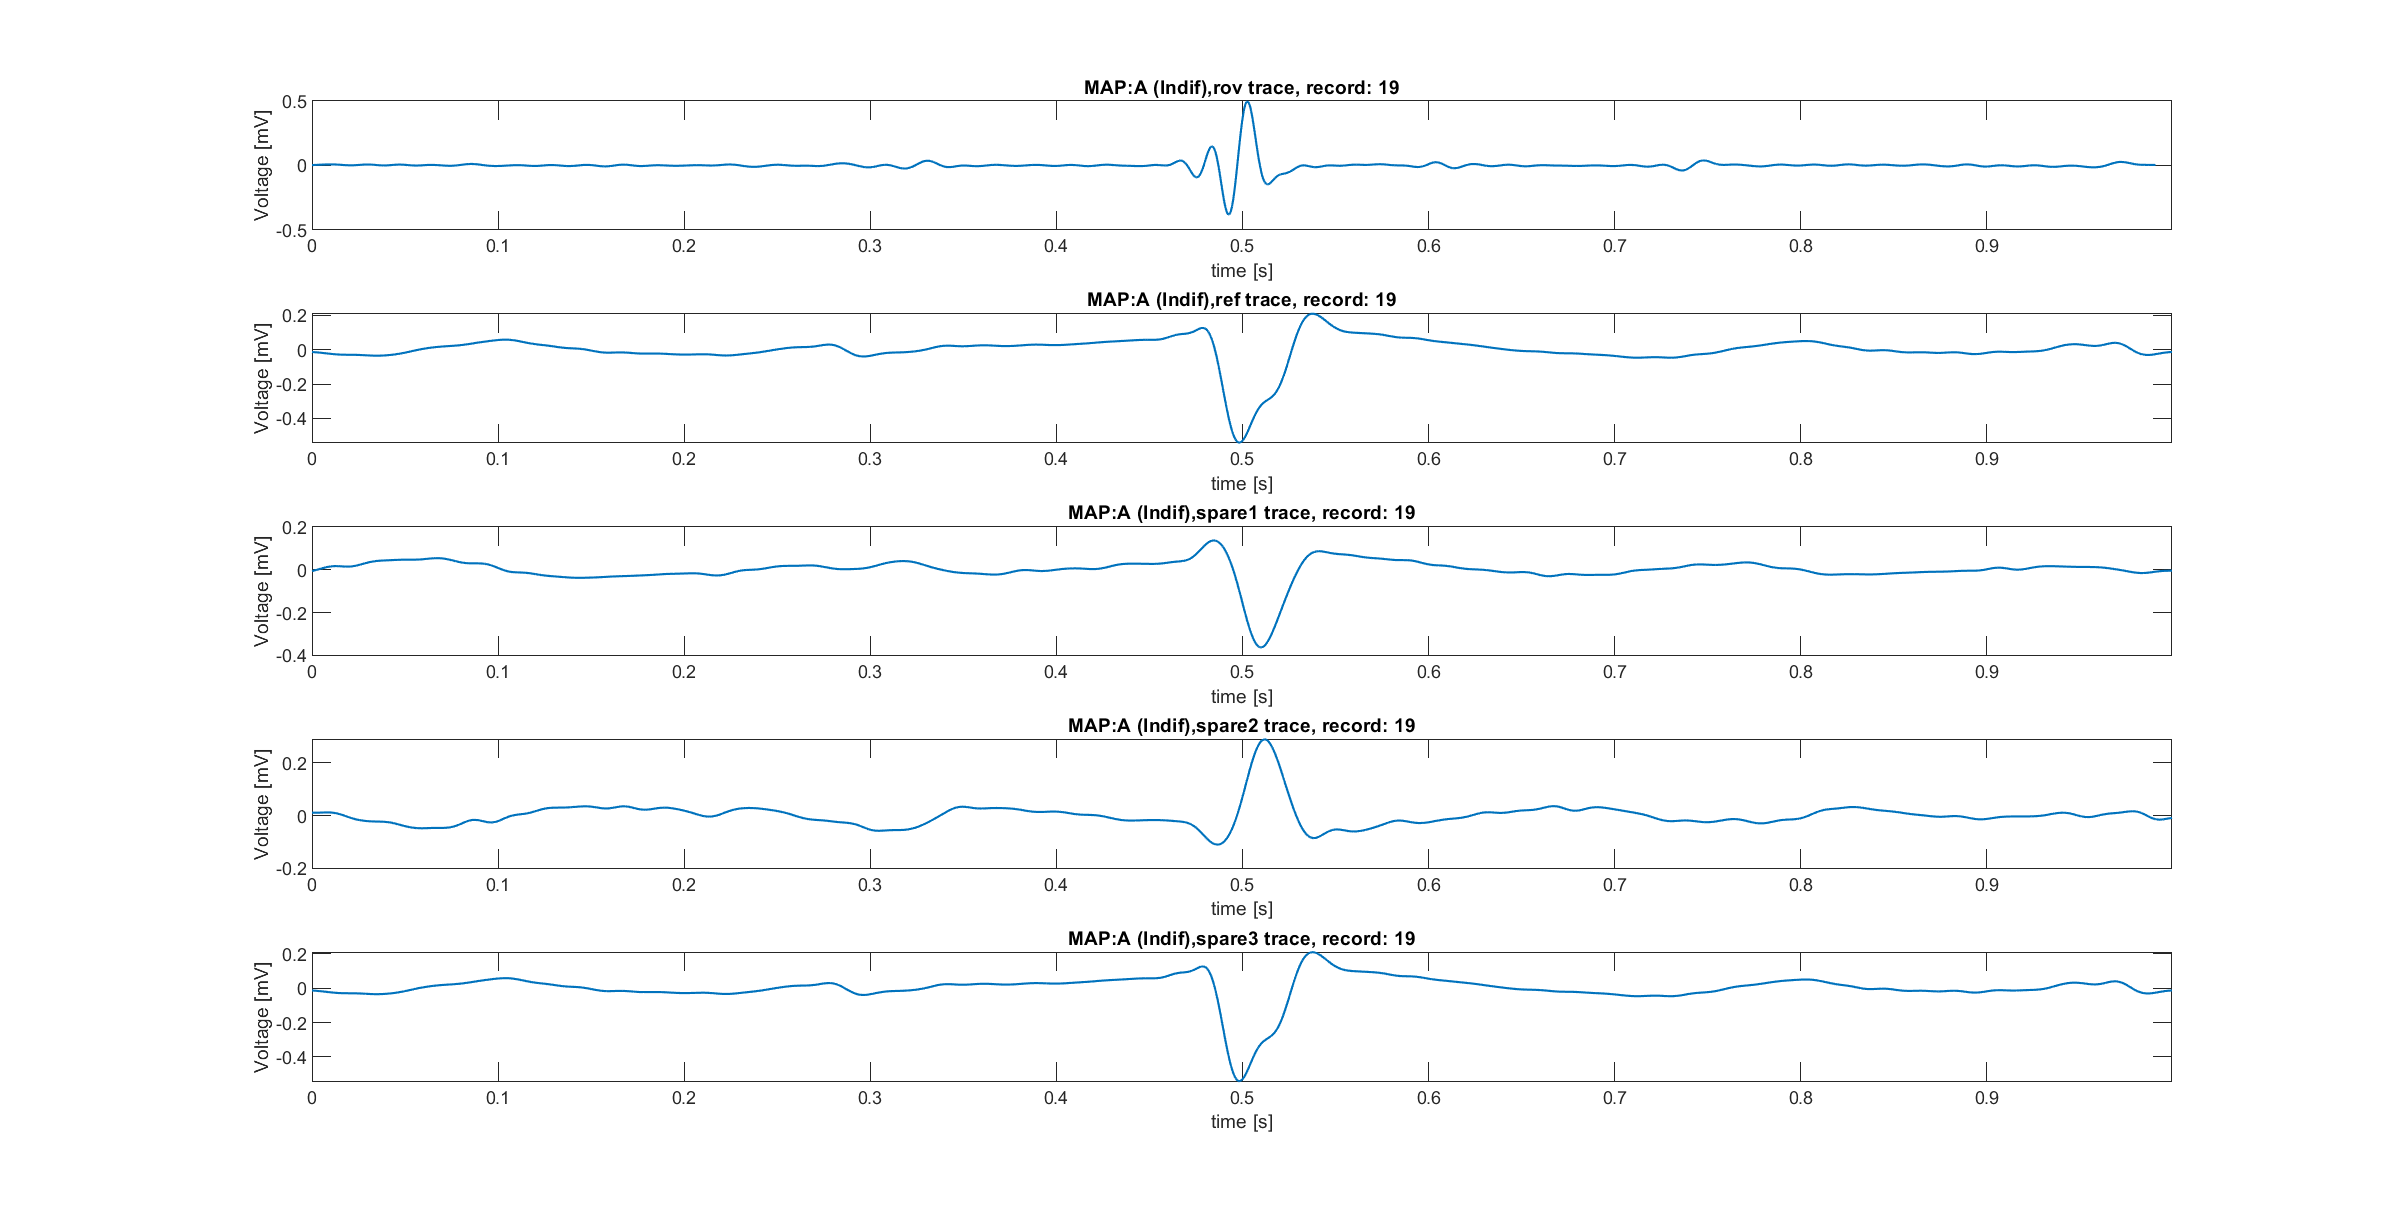 MAP:A (Indif),rov trace, record: 19
Voltage [mV]
0.5
0
-0.5
0 0.1 0.2 0.3 0.4 0.5 0.6 0.7 0.8 0.9
time [s]
MAP:A (Indif),ref trace, record: 19
Voltage [mV]
0.2
0
-0.2
-0.4
0 0.1 0.2 0.3 0.4 0.5 0.6 0.7 0.8 0.9
time [s]
MAP:A (Indif),spare1 trace, record: 19
Voltage [mV]
0.2
0
-0.2
-0.4
0 0.1 0.2 0.3 0.4 0.5 0.6 0.7 0.8 0.9
time [s]
MAP:A (Indif),spare2 trace, record: 19
Voltage [mV]
0.2
0
-0.2
0 0.1 0.2 0.3 0.4 0.5 0.6 0.7 0.8 0.9
time [s]
MAP:A (Indif),spare3 trace, record: 19
Voltage [mV]
0.2
0
-0.2
-0.4
0 0.1 0.2 0.3 0.4 0.5 0.6 0.7 0.8 0.9
time [s]